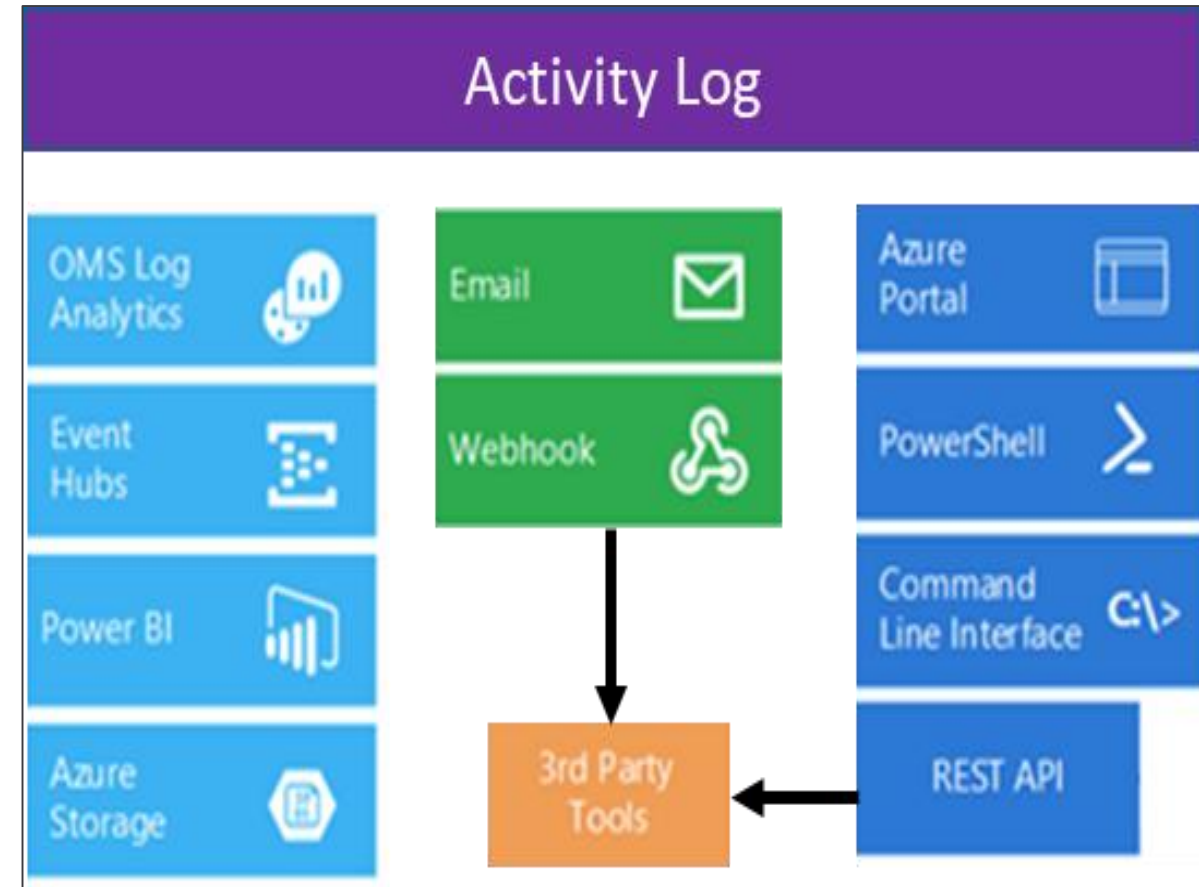 Activity Log
OMS Log
Analytics
Event
Hubs
Power BI
Azure
Storage
Email
Webhook
3rd Party
Tools
Azure
Portal
PowerShell
Command
Line Interface
C:\>
REST API